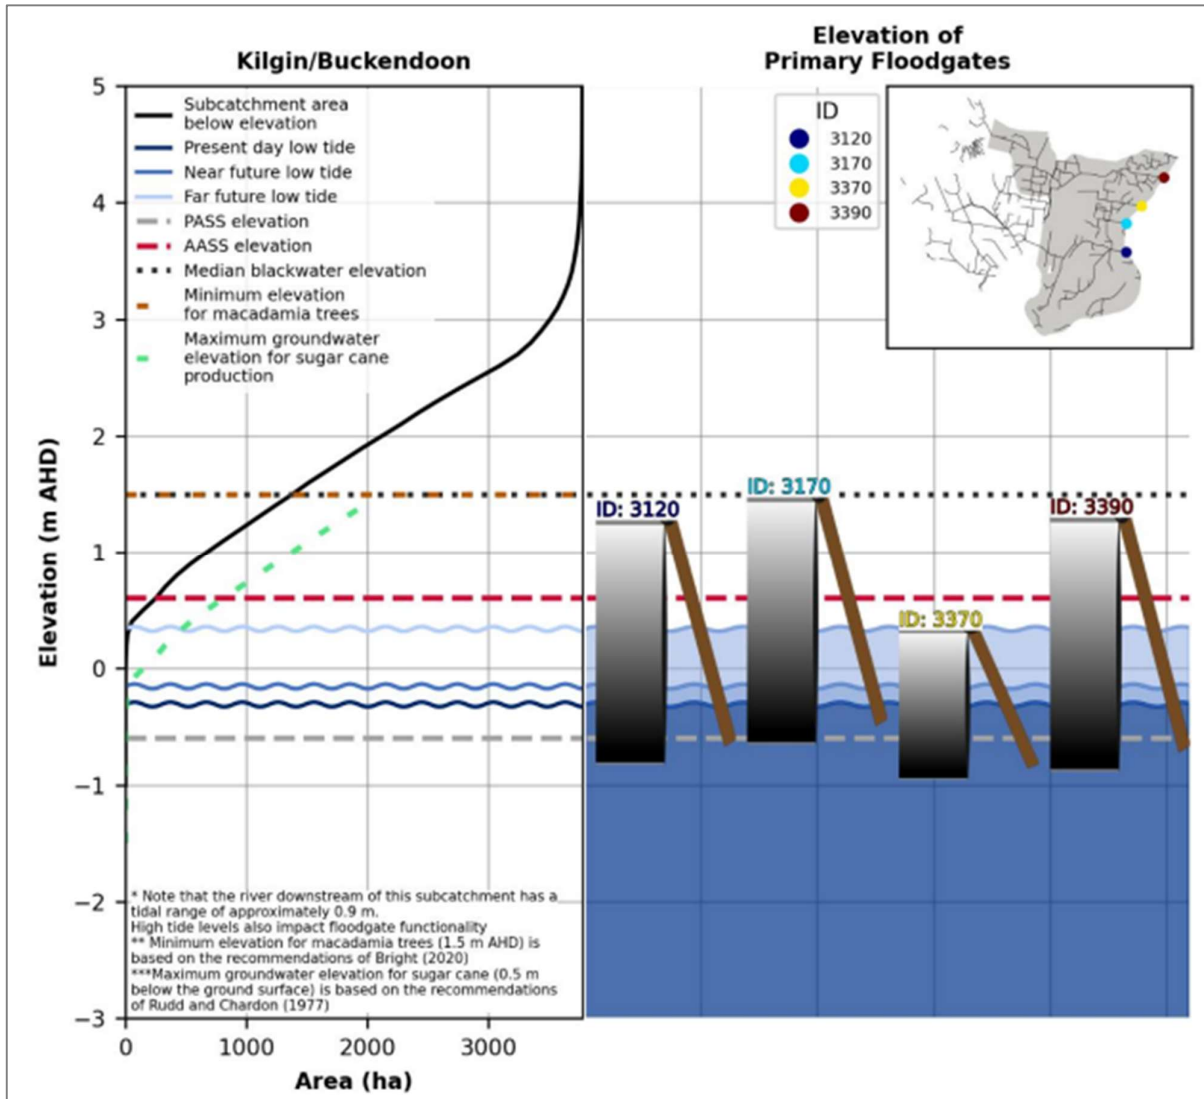 Kilgin/Buckendoon
Elevation of
Primary Floodgates
Elevation (m AHD)
5
4
3
2
1
0
−1
−2
−3
Subcatchment area
below elevation
Present day low tide
Near future low tide
Far future low tide
PASS elevation
AASS elevation
Median blackwater elevation
Minimum elevation
for macadamia trees
Maximum groundwater
elevation for sugar cane
production
* Note that the river downstream of this subcatchment has a
tidal range of approximately 0.9 m.
High tide levels also impact floodgate functionality
** Minimum elevation for macadamia trees (1.5 m AHD) is
based on the recommendations of Bright (2020)
***Maximum groundwater elevation for sugar cane (0.5 m
below the ground surface) is based on the recommendations
of Rudd and Chardon (1977)
0 1000 2000 3000
Area (ha)
ID
3120
3170
3370
3390
ID: 3120
ID: 3170
ID: 3370
ID: 3390